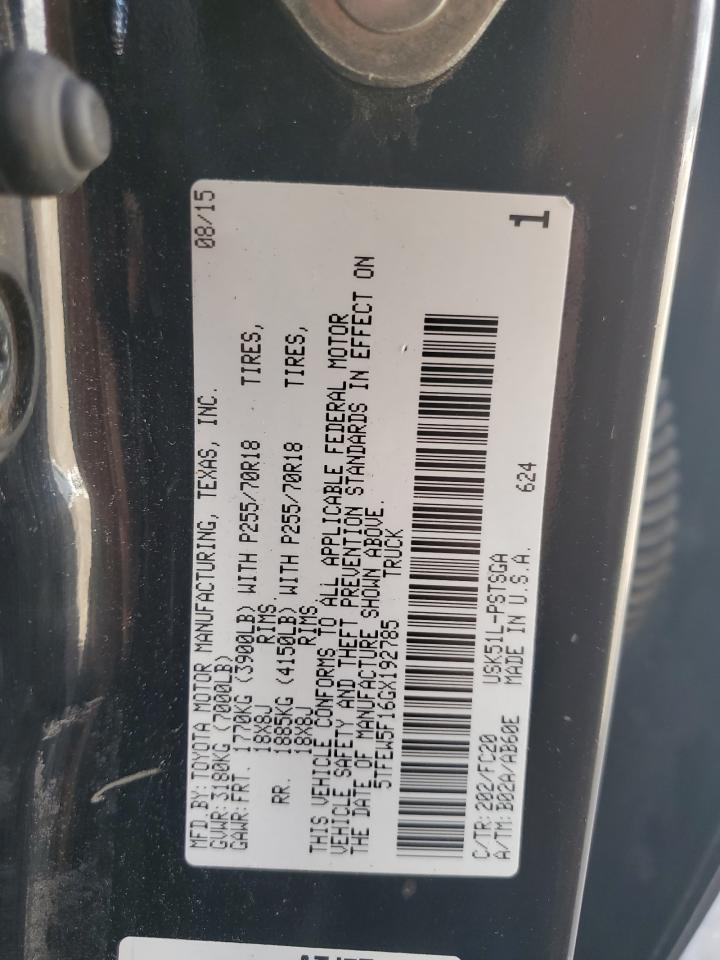 MFD.BY:TOYOTA MOTOR MANUFACTURING, TEXAS, INC. 08/15
GVWR:3180KG (7000LB)
GAWR:FRT. 1770KG (3900LB) WITH P255/70R18 TIRES,
18X8J RIMS.
RR. 1885KG (4150LB) WITH P255/70R18 TIRES,
18X8J RIMS
THIS VEHICLE CONFORMS TO ALL APPLICABLE FEDERAL MOTOR
VEHICLE SAFETY AND THEFT PREVENTION STANDARDS IN EFFECT ON
THE DATE OF MANUFACTURE SHOWN ABOVE.
5TFEW5F16GX192785 TRUCK
C/TR:202/FC20 USK51L-PSTSGA 624
A/TM:B02A/AB60E MADE IN U.S.A.
1